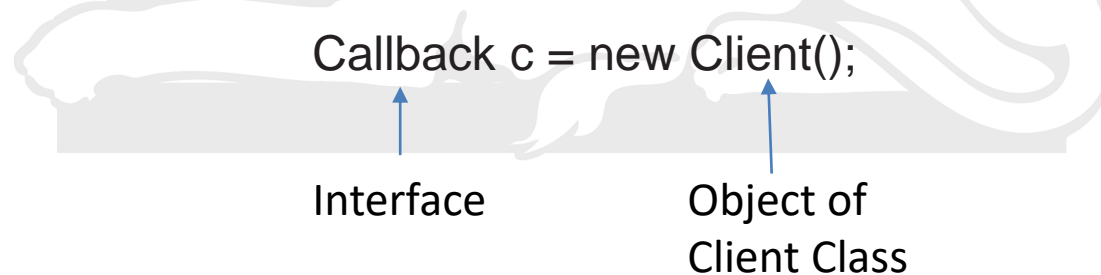 Callback c = new Client();
Interface
Object of
Client Class